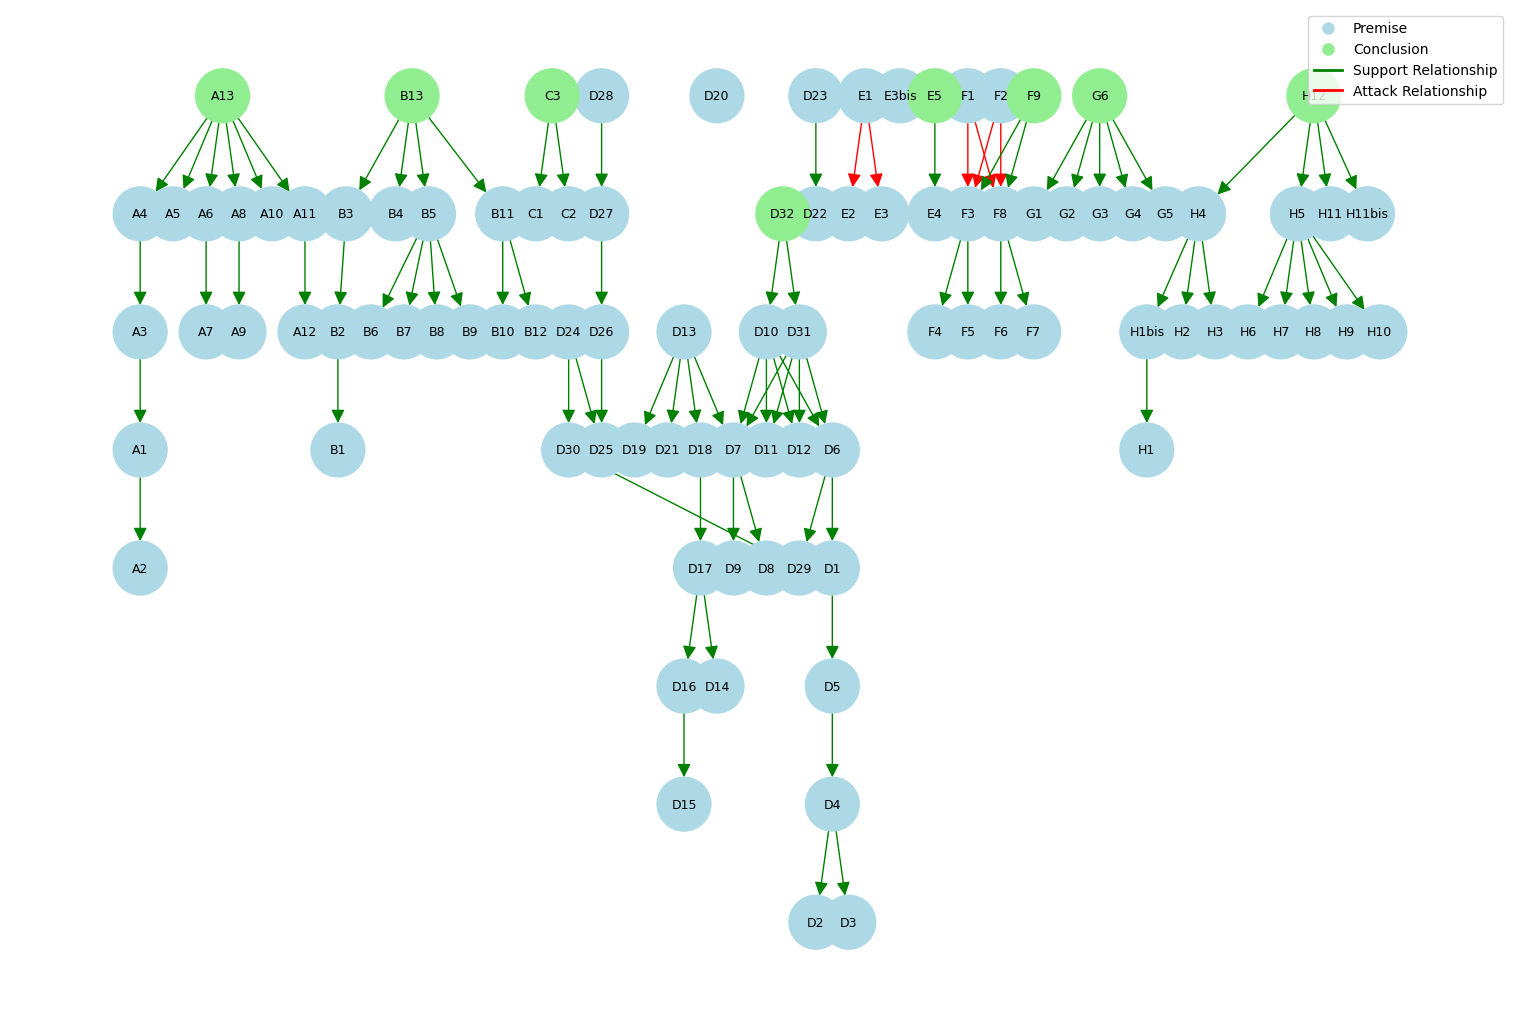 Premise
Conclusion
Support Relationship
Attack Relationship
A13 B13 C3 D28 D20 D23 E1 E3bis E5 F1 F2 F9 G6 H12
A4 A5 A6 A8 A10 A11 B3 B4 B5 B11 C1 C2 D27 D32 D22 E2 E3 E4 F3 F8 G1 G2 G3 G4 G5 H4 H5 H11 H11bis
A3 A7 A9 A12 B2 B6 B7 B8 B9 B10 B12 D24 D26 D13 D10 D31 F4 F5 F6 F7 H1bis H2 H3 H6 H7 H8 H9 H10
A1 B1 D30 D25 D19 D21 D18 D7 D11 D12 D6 H1
A2 D17 D9 D8 D29 D1
D16 D14 D5
D15 D4
D2 D3